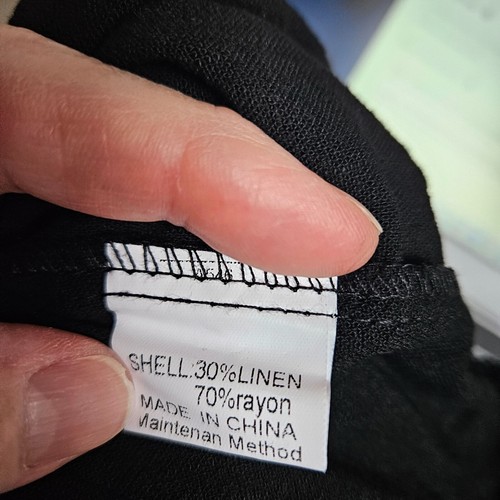 SHELL:30%LINEN
70%rayon
MADE IN CHINA
Maintenan Method